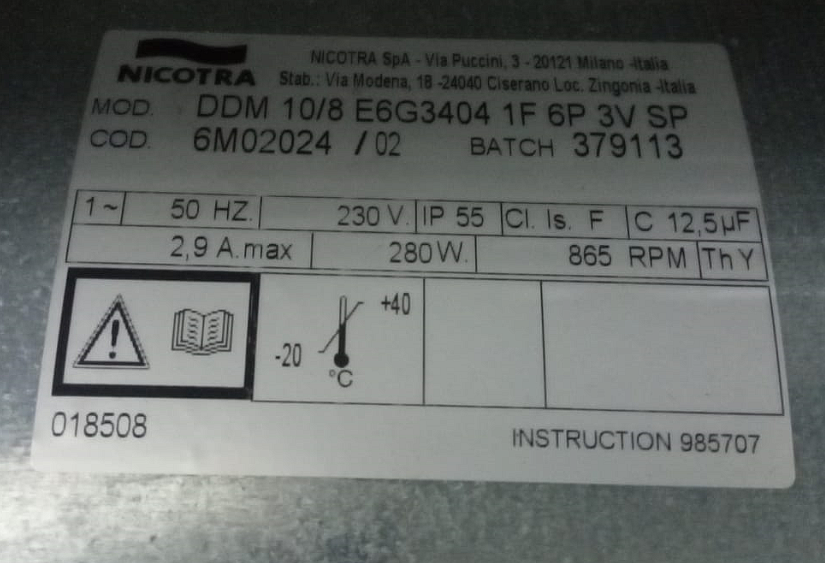 NICOTRA
NICOTRA SpA - Via Puccini, 3 - 20121 Milano -Italia
Stab.: Via Modena, 18 -24040 Ciserano Loc. Zingonia -Italia
MOD. DDM 10/8 E6G3404 1F 6P 3V SP
COD. 6M02024 / 02 BATCH 379113
1~ 50 HZ. 230 V. IP 55 Cl. Is. F C 12,5µF
2,9 A.max 280W. 865 RPM Th Y
+40
-20
°C
018508
INSTRUCTION 985707